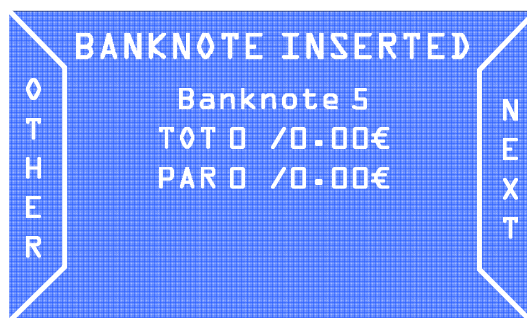 BANKNOTE INSERTED
OTHER
Banknote 5
TOT 0 /0.00€
PAR 0 /0.00€
NEXT